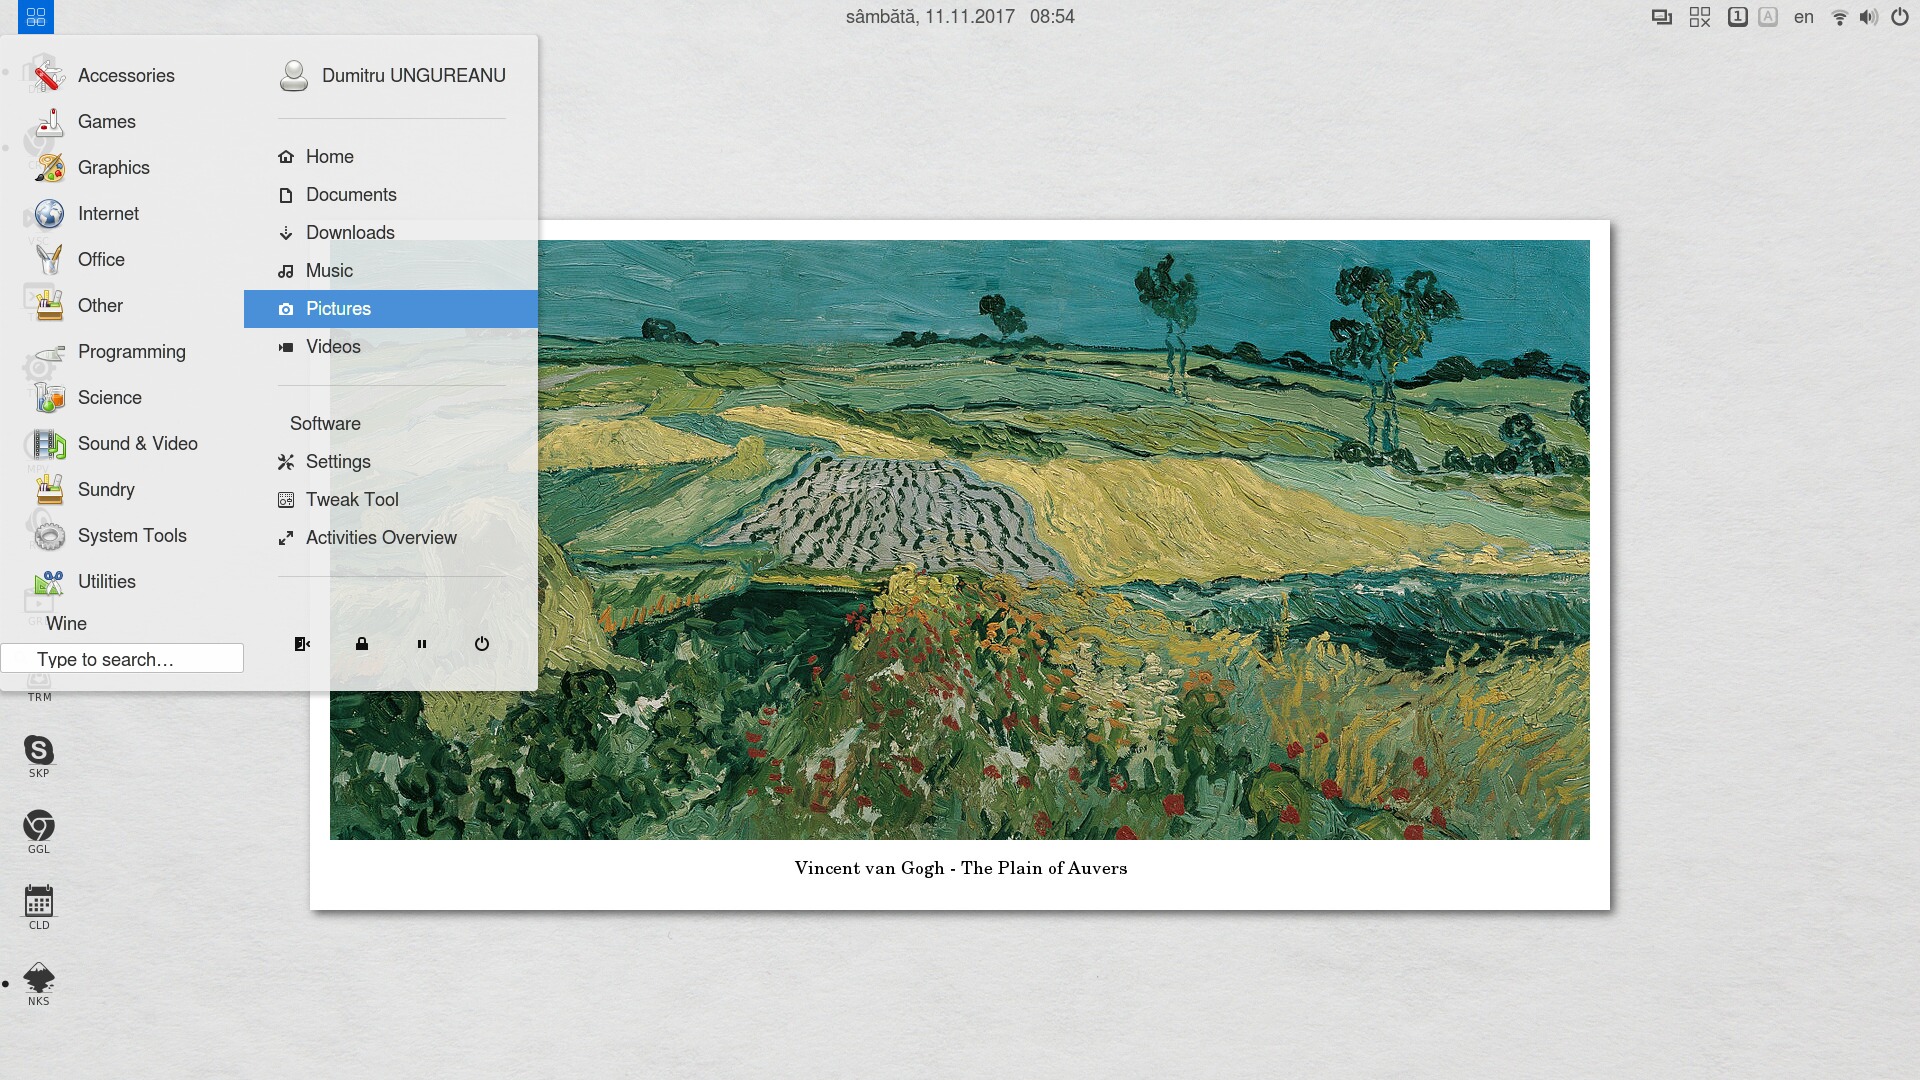 sâmbătă, 11.11.2017 08:54
1
A
en
Accessories
Games
Graphics
Internet
Office
Other
Programming
Science
Sound & Video
Sundry
System Tools
Utilities
Wine
Type to search...
Dumitru UNGUREANU
Home
Documents
Downloads
Music
Pictures
Videos
Software
Settings
Tweak Tool
Activities Overview
MPV
TRM
SKP
GGL
CLD
NKS
Vincent van Gogh - The Plain of Auvers